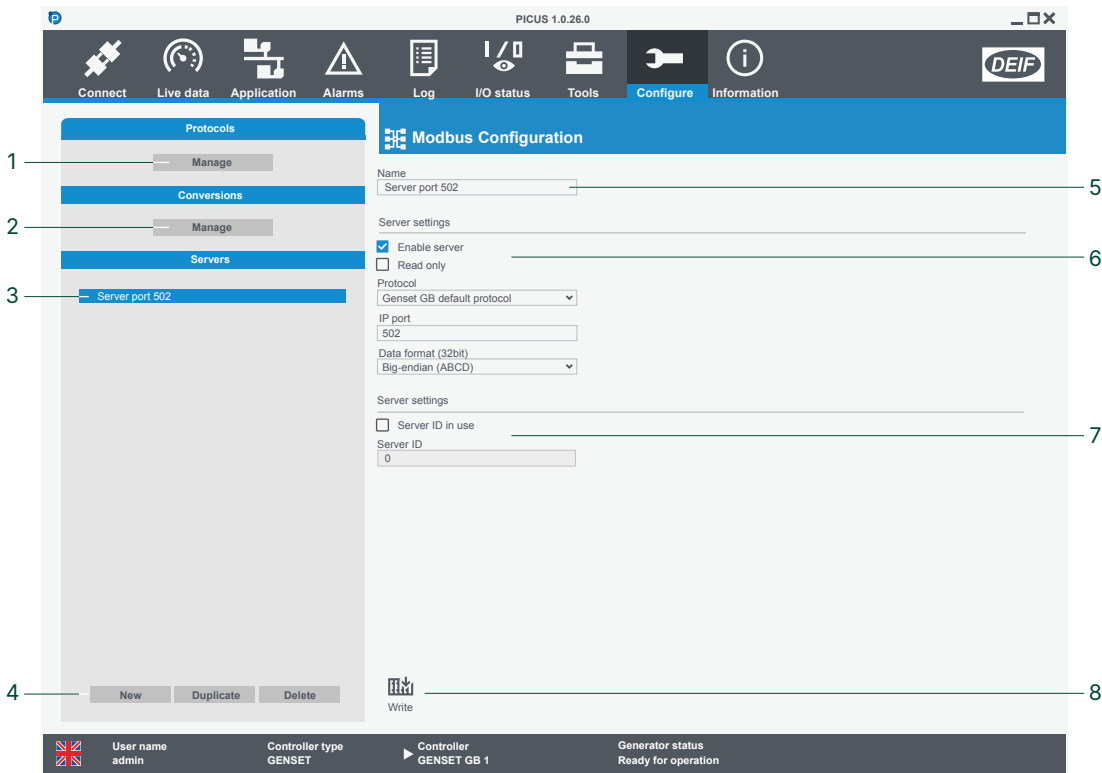 PICUS 1.0.26.0
Connect
Live data
Application
Alarms
Log
I/O status
Tools
Configure
Information
DEIF
Protocols
1
Manage
Conversions
2
Manage
Servers
3
Server port 502
4
New
Duplicate
Delete
Modbus Configuration
Name
Server port 502
5
Server settings
Enable server
6
Read only
Protocol
Genset GB default protocol
IP port
502
Data format (32bit)
Big-endian (ABCD)
Server settings
Server ID in use
7
Server ID
0
8
Write
User name
admin
Controller type
GENSET
Controller
GENSET GB 1
Generator status
Ready for operation